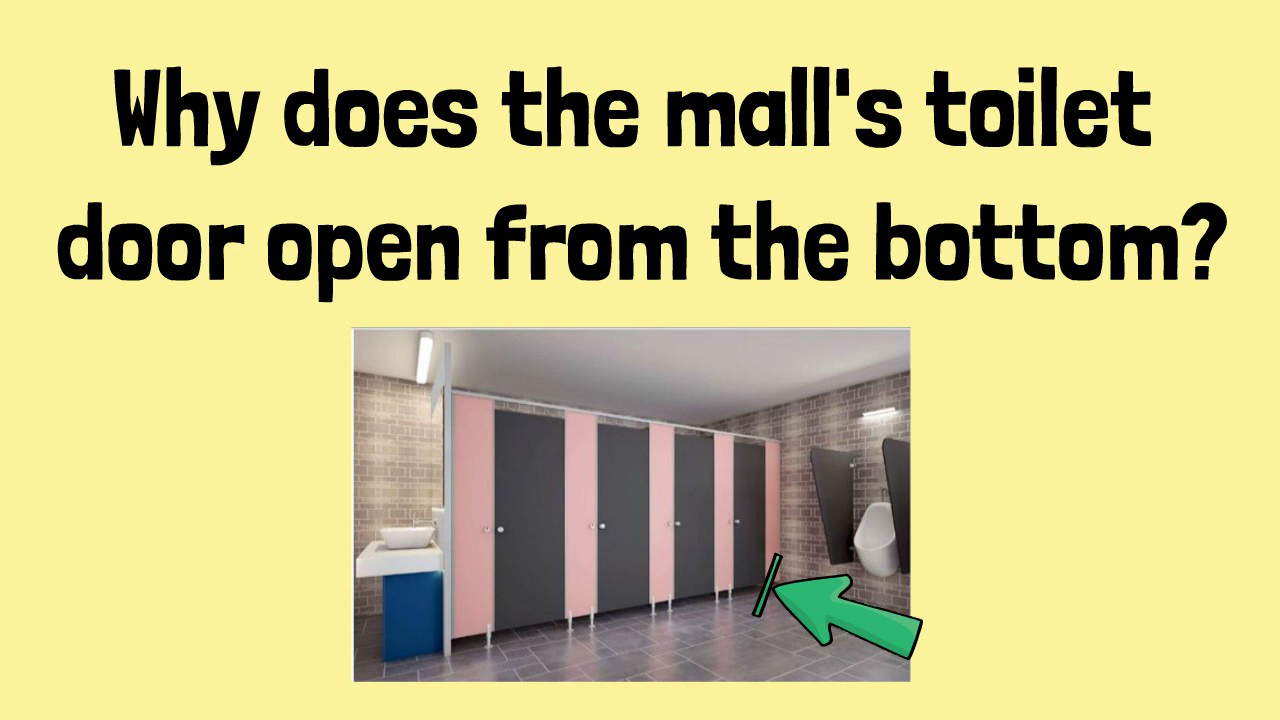 Why does the mall's toilet
door open from the bottom?